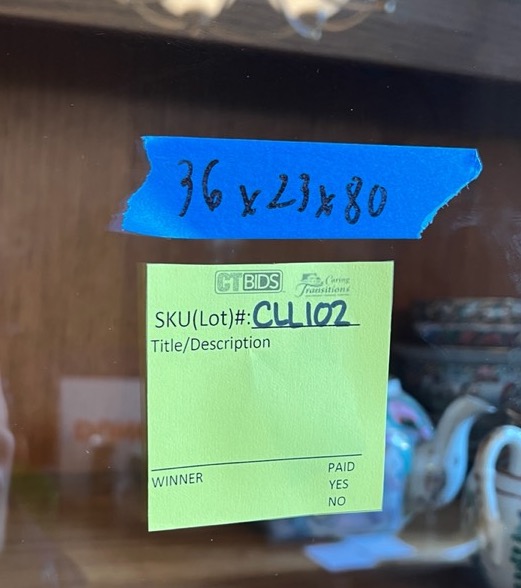 36 x 23 x 80
CTBIDS
Caring
Transitions
SKU(Lot)#: CLL102
Title/Description
WINNER
PAID
YES
NO